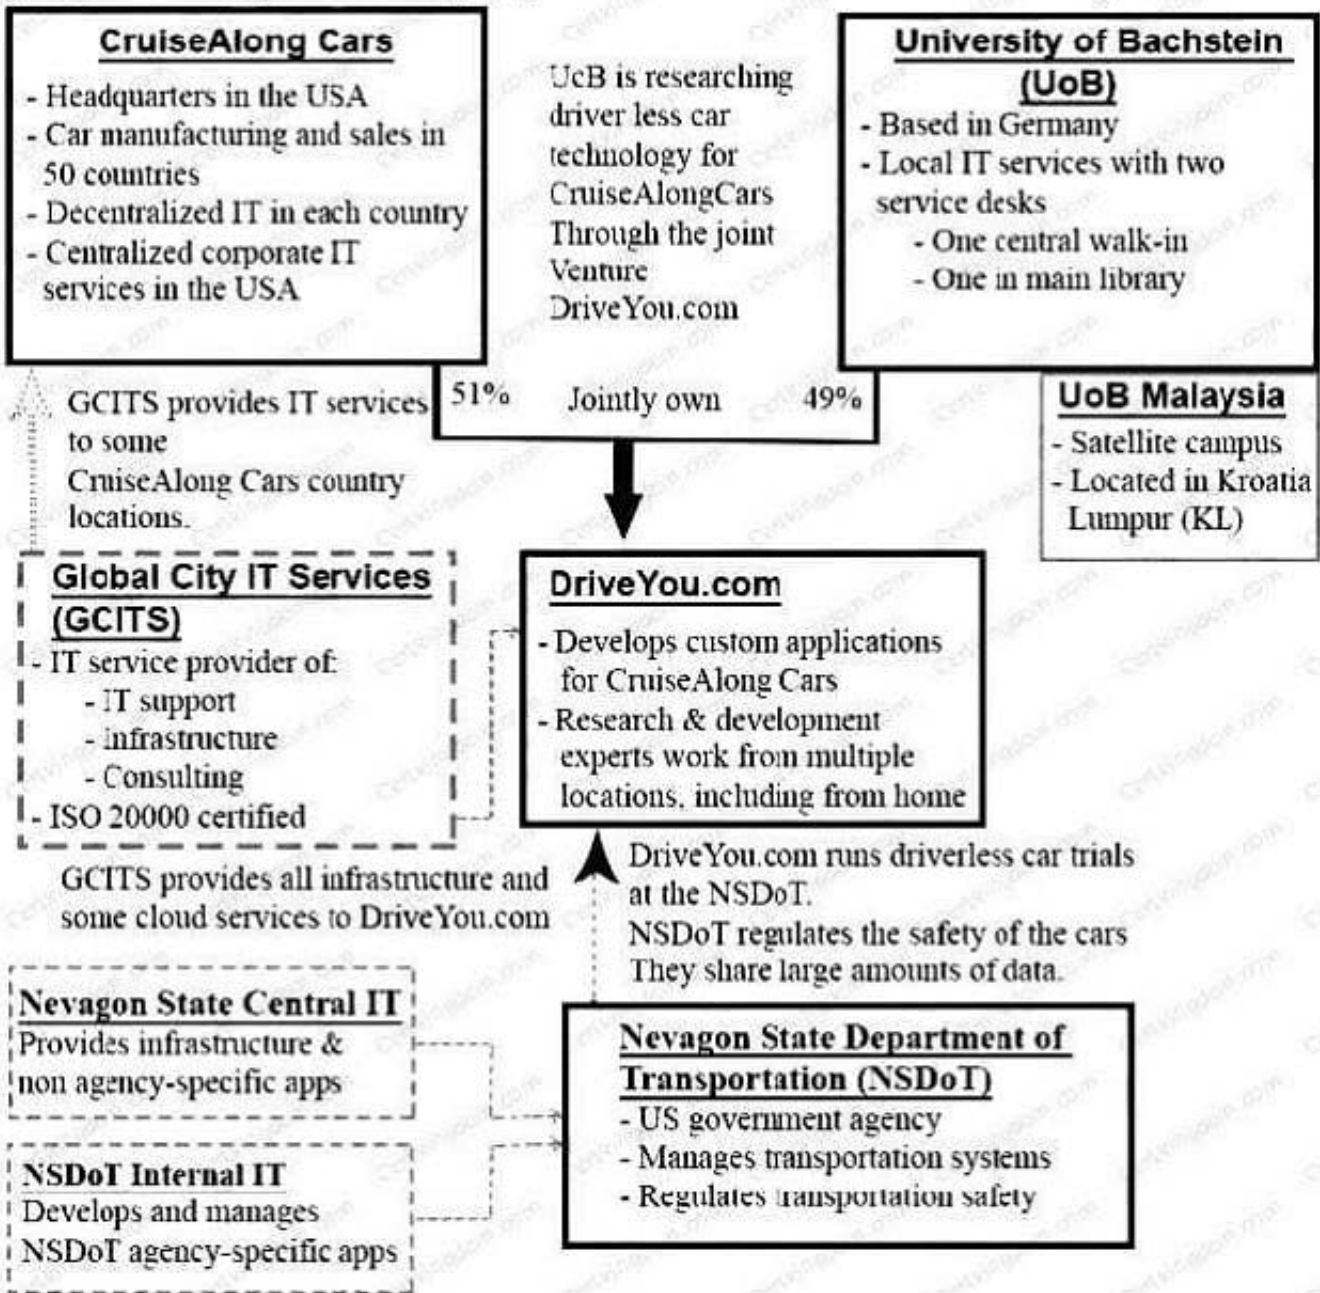 CruiseAlong Cars
- Headquarters in the USA
- Car manufacturing and sales in
50 countries
- Decentralized IT in each country
- Centralized corporate IT
services in the USA
UcB is researching
driver less car
technology for
CruiseAlongCars
Through the joint
Venture
DriveYou.com
University of Bachstein
(UoB)
- Based in Germany
- Local IT services with two
service desks
- One central walk-in
- One in main library
51% Jointly own 49%
UoB Malaysia
- Satellite campus
- Located in Kroatia
Lumpur (KL)
GCITS provides IT services
to some
CruiseAlong Cars country
locations.
Global City IT Services
(GCITS)
- IT service provider of:
- IT support
- Infrastructure
- Consulting
- ISO 20000 certified
DriveYou.com
- Develops custom applications
for CruiseAlong Cars
- Research & development
experts work from multiple
locations, including from home
GCITS provides all infrastructure and
some cloud services to DriveYou.com
DriveYou.com runs driverless car trials
at the NSDoT.
NSDoT regulates the safety of the cars
They share large amounts of data.
Nevagon State Central IT
Provides infrastructure &
non agency-specific apps
NSDoT Internal IT
Develops and manages
NSDoT agency-specific apps
Nevagon State Department of
Transportation (NSDoT)
- US government agency
- Manages transportation systems
- Regulates transportation safety